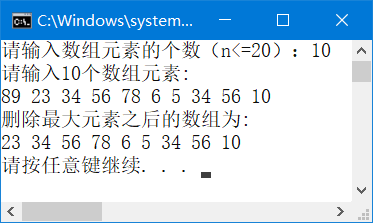 C:\Windows\system...
请输入数组元素的个数（n<=20）：10
请输入10个数组元素:
89 23 34 56 78 6 5 34 56 10
删除最大元素之后的数组为:
23 34 56 78 6 5 34 56 10
请按任意键继续. . .